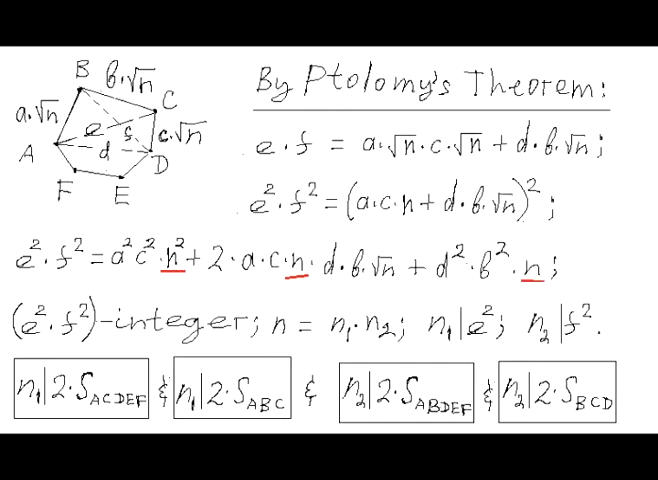 By Ptolomy's Theorem:
B b·√n
a·√n C
e f c·√n
A d D
F E
e·f = a·√n·c·√n + d·b·√n;
e²·f² = (a·c·n + d·b·√n)²;
e²·f² = a²c²·n² + 2·a·c·n·d·b·√n + d²·b²·n;
(e²·f²)-integer; n = n₁·n₂; n₁|e²; n₂|f².
n₁|2·S_ACDEF & n₁|2·S_ABC & n₂|2·S_ABDEF & n₂|2·S_BCD